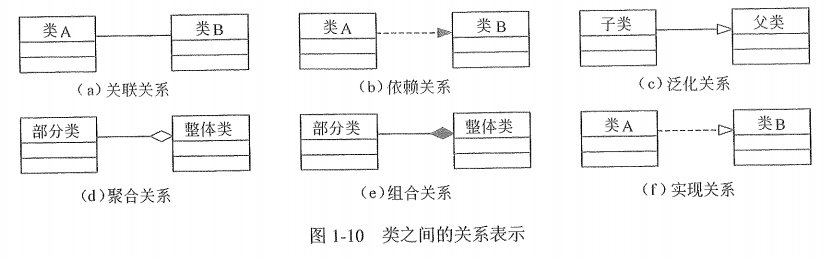 类A 类B 类A 类B 子类 父类
(a)关联关系 (b)依赖关系 (c)泛化关系
部分类 整体类 部分类 整体类 类A 类B
(d)聚合关系 (e)组合关系 (f)实现关系
图 1-10 类之间的关系表示